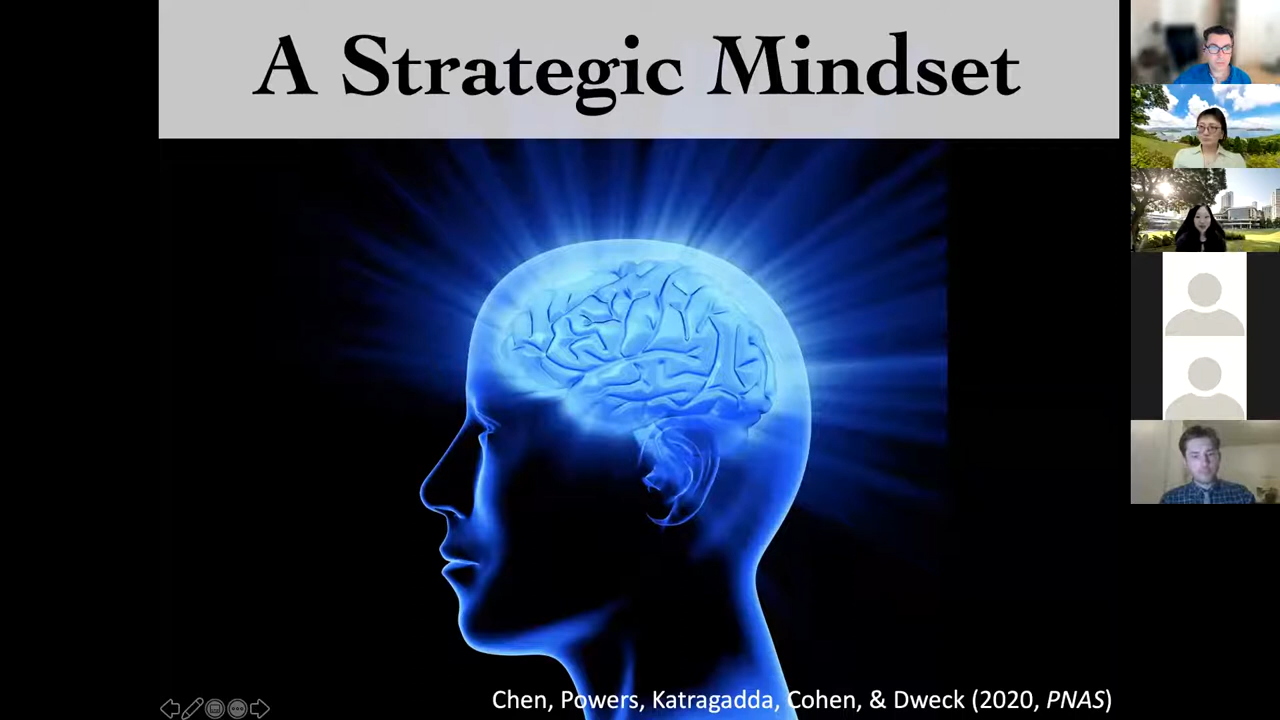 A Strategic Mindset
Chen, Powers, Katragadda, Cohen, & Dweck (2020, PNAS)